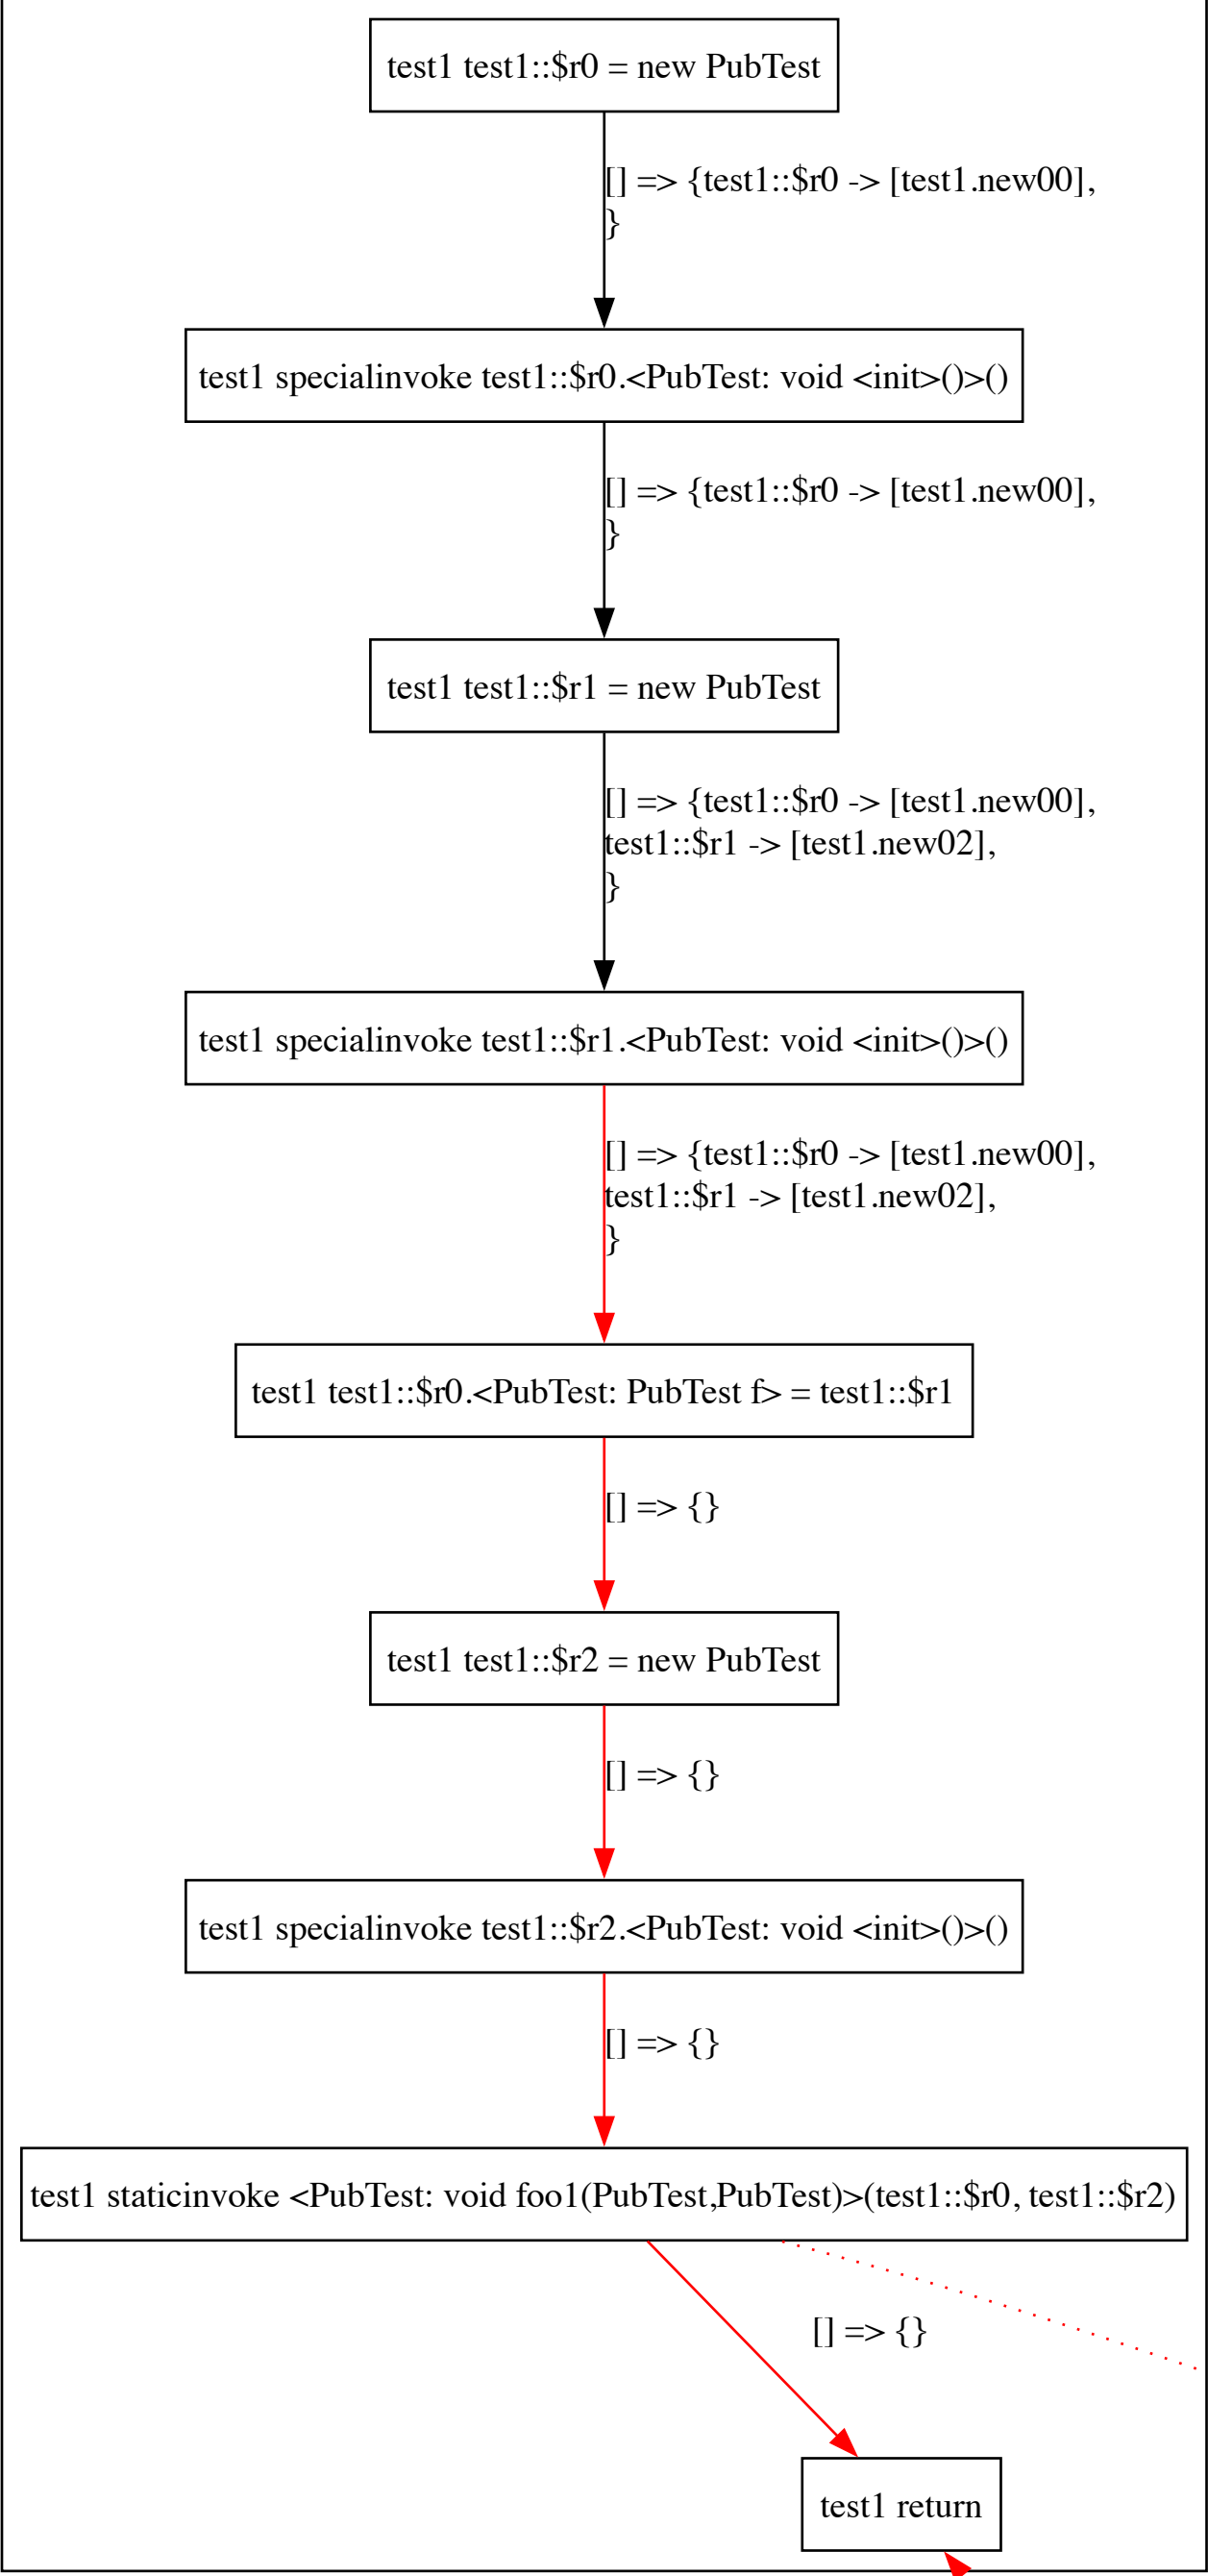 test1 test1::$r0 = new PubTest
[] => {test1::$r0 -> [test1.new00],
}
test1 specialinvoke test1::$r0.<PubTest: void <init>()>()
[] => {test1::$r0 -> [test1.new00],
}
test1 test1::$r1 = new PubTest
[] => {test1::$r0 -> [test1.new00],
test1::$r1 -> [test1.new02],
}
test1 specialinvoke test1::$r1.<PubTest: void <init>()>()
[] => {test1::$r0 -> [test1.new00],
test1::$r1 -> [test1.new02],
}
test1 test1::$r0.<PubTest: PubTest f> = test1::$r1
[] => {}
test1 test1::$r2 = new PubTest
[] => {}
test1 specialinvoke test1::$r2.<PubTest: void <init>()>()
[] => {}
test1 staticinvoke <PubTest: void foo1(PubTest,PubTest)>(test1::$r0, test1::$r2)
[] => {}
test1 return